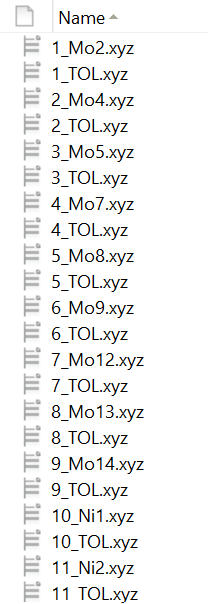 Name
1_Mo2.xyz
1_TOL.xyz
2_Mo4.xyz
2_TOL.xyz
3_Mo5.xyz
3_TOL.xyz
4_Mo7.xyz
4_TOL.xyz
5_Mo8.xyz
5_TOL.xyz
6_Mo9.xyz
6_TOL.xyz
7_Mo12.xyz
7_TOL.xyz
8_Mo13.xyz
8_TOL.xyz
9_Mo14.xyz
9_TOL.xyz
10_Ni1.xyz
10_TOL.xyz
11_Ni2.xyz
11_TOL.xyz